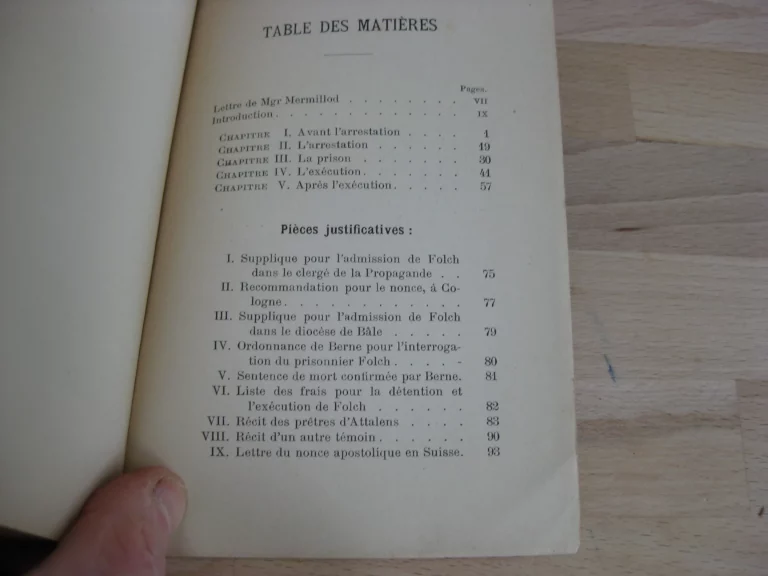 TABLE DES MATIÈRES
Pages.
Lettre de Mgr Mermillod . . . . . . . . VII
Introduction . . . . . . . . . . . . . IX
CHAPITRE I. Avant l'arrestation . . . . 1
CHAPITRE II. L'arrestation . . . . . . 19
CHAPITRE III. La prison . . . . . . . 30
CHAPITRE IV. L'exécution . . . . . . . 41
CHAPITRE V. Après l'exécution . . . . . 57
Pièces justificatives :
I. Supplique pour l'admission de Folch
dans le clergé de la Propagande . . 75
II. Recommandation pour le nonce, à Co-
logne . . . . . . . . . . . . 77
III. Supplique pour l'admission de Folch
dans le diocèse de Bâle . . . . . 79
IV. Ordonnance de Berne pour l'interroga-
tion du prisonnier Folch . . . . - 80
V. Sentence de mort confirmée par Berne. 81
VI. Liste des frais pour la détention et
l'exécution de Folch . . . . . . 82
VII. Récit des prêtres d'Attalens . . . . 83
VIII. Récit d'un autre témoin . . . . . . 90
IX. Lettre du nonce apostolique en Suisse. 93